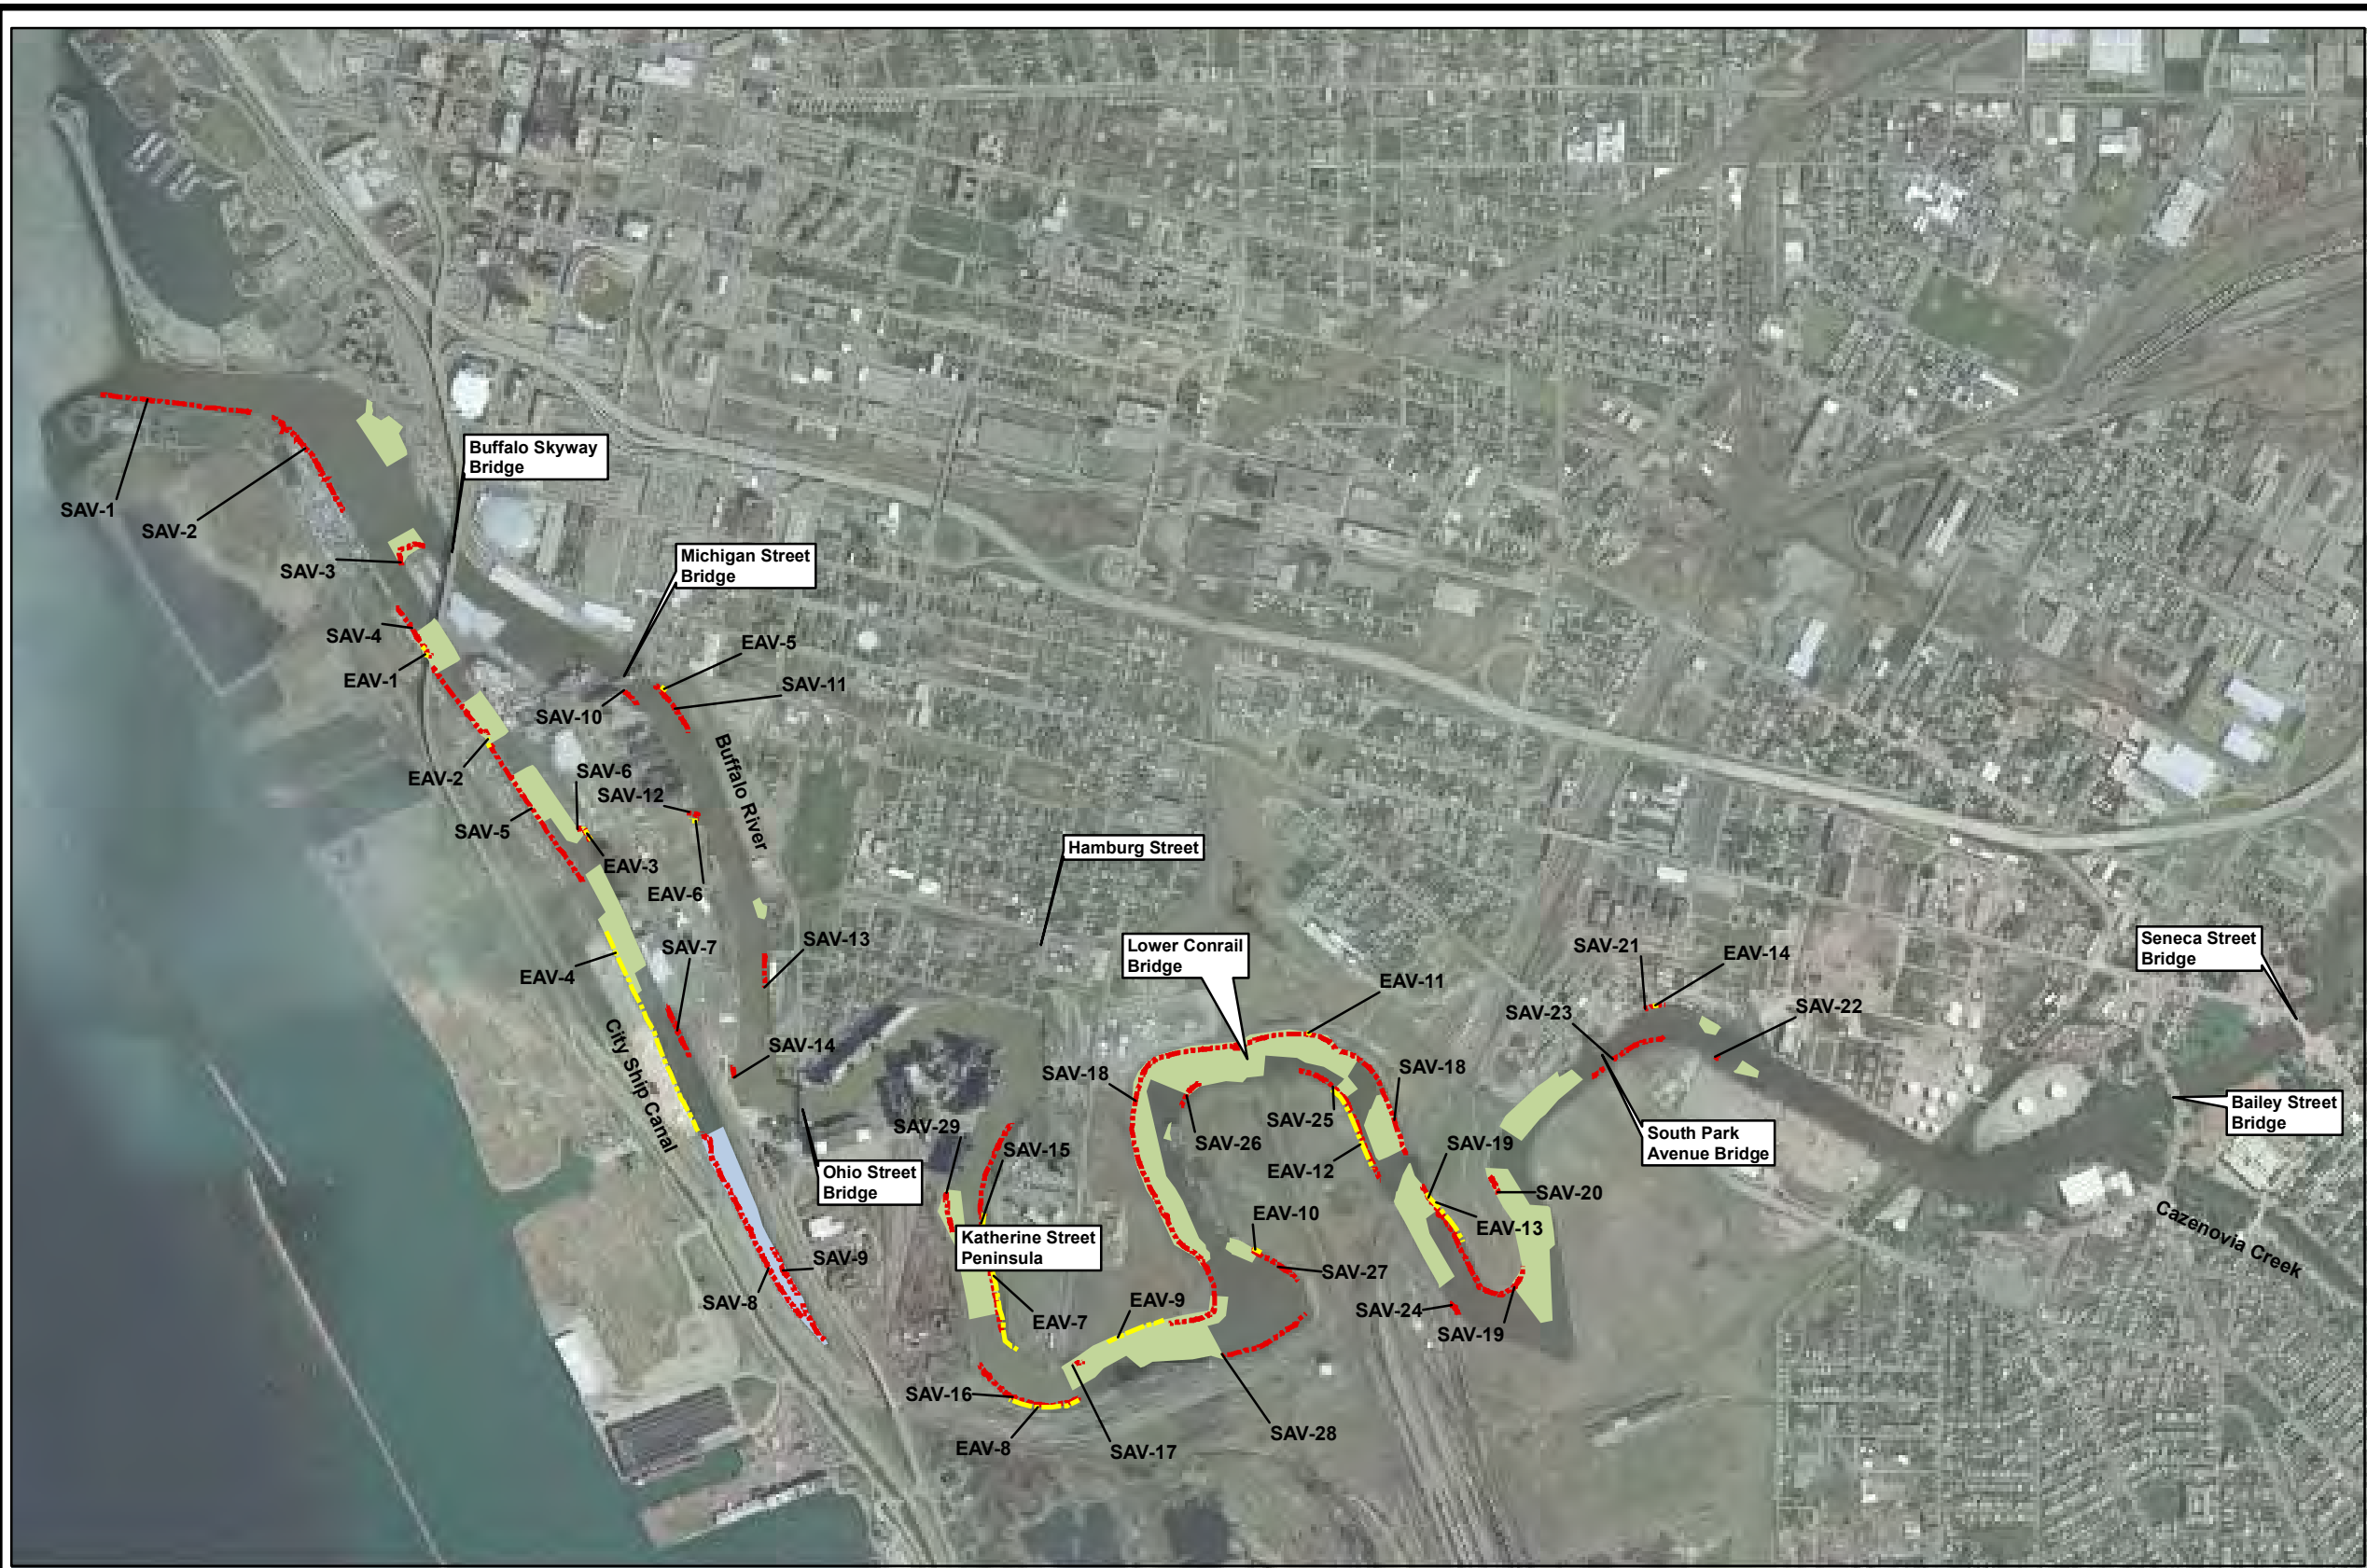 Buffalo Skyway
Bridge
SAV-1
SAV-2
Michigan Street
Bridge
SAV-3
SAV-4
EAV-5
EAV-1
SAV-11
SAV-10
Buffalo River
SAV-6
EAV-2
SAV-12
SAV-5
Hamburg Street
EAV-3
EAV-6
SAV-7
SAV-13
Lower Conrail
Bridge
SAV-21
EAV-14
Seneca Street
Bridge
EAV-4
EAV-11
SAV-23
SAV-22
City Ship Canal
SAV-14
SAV-18
SAV-18
Bailey Street
Bridge
SAV-29
SAV-15
SAV-26
SAV-25
SAV-19
South Park
Avenue Bridge
Ohio Street
Bridge
EAV-12
SAV-20
EAV-10
EAV-13
Katherine Street
Peninsula
Cazenovia Creek
SAV-9
SAV-27
SAV-8
EAV-7
EAV-9
SAV-24
SAV-19
SAV-16
EAV-8
SAV-17
SAV-28